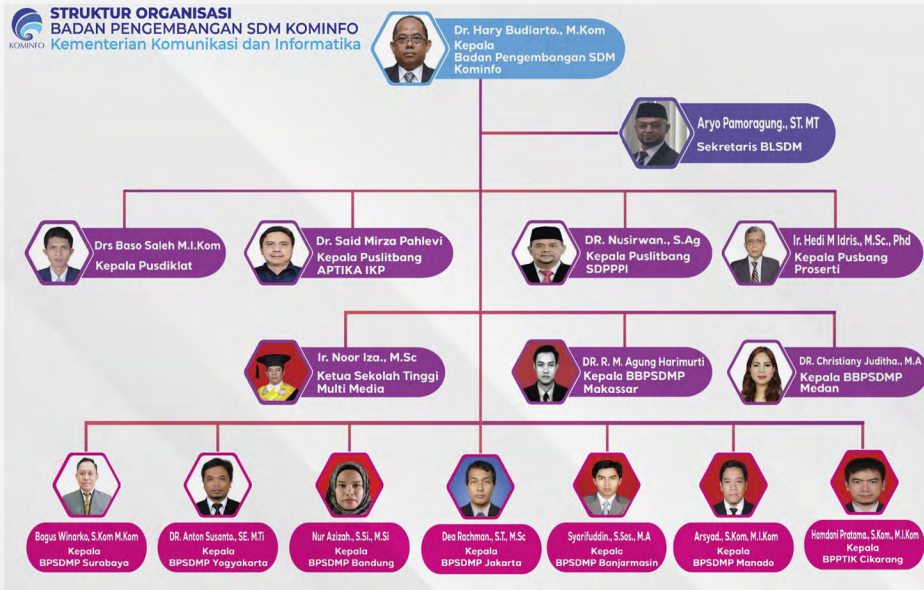 STRUKTUR ORGANISASI
BADAN PENGEMBANGAN SDM KOMINFO
Kementerian Komunikasi dan Informatika
KOMINFO
Dr. Hary Budiarto., M.Kom
Kepala
Badan Pengembangan SDM
Kominfo
Aryo Pamoragung., ST. MT
Sekretaris BLSDM
Drs Baso Saleh M.I.Kom
Kepala Pusdiklat
Dr. Said Mirza Pahlevi
Kepala Puslitbang
APTIKA IKP
DR. Nusirwan., S.Ag
Kepala Puslitbang
SDPPPI
Ir. Hedi M Idris., M.Sc., Phd
Kepala Pusbang
Proserti
Ir. Noor Iza., M.Sc
Ketua Sekolah Tinggi
Multi Media
DR. R. M. Agung Harimurti
Kepala BBPSDMP
Makassar
DR. Christiany Juditha., M.A
Kepala BBPSDMP
Medan
Bagus Winarko, S.Kom M.Kom
Kepala
BPSDMP Surabaya
DR. Anton Susanto., SE. M.Ti
Kepala
BPSDMP Yogyakarta
Nur Azizah., S.Si., M.Si
Kepala
BPSDMP Bandung
Dea Rachman., S.T., M.Sc
Kepala
BPSDMP Jakarta
Syarifuddin., S.Sos., M.A
Kepala
BPSDMP Banjarmasin
Arsyad., S.Kom, M.I.Kom
Kepala
BPSDMP Manado
Hamdani Pratama., S.Kom., M.I.Kom
Kepala
BPPTIK Cikarang